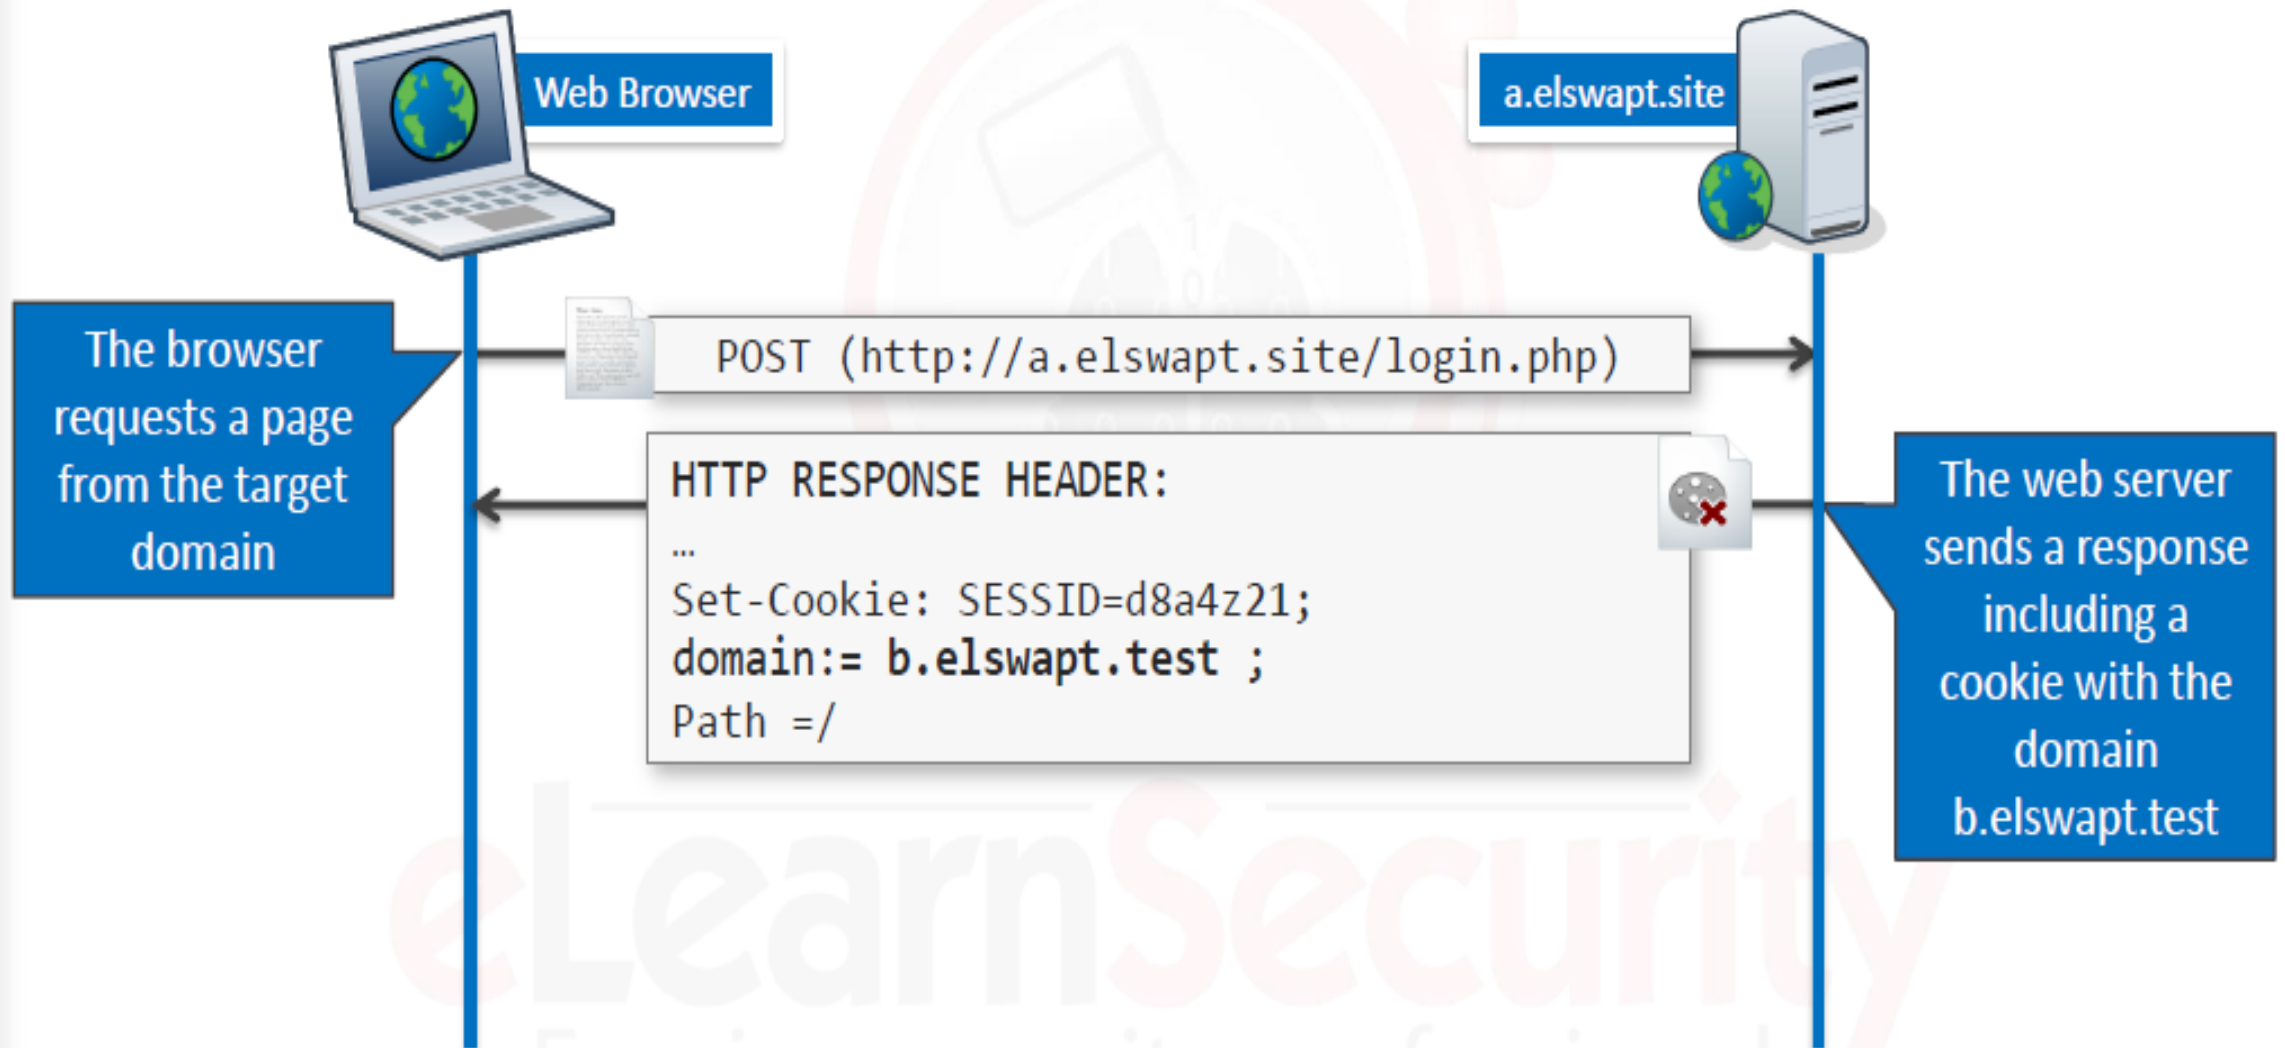 Web Browser
a.elswapt.site
The browser
requests a page
from the target
domain
POST (http://a.elswapt.site/login.php)
HTTP RESPONSE HEADER:
…
Set-Cookie: SESSID=d8a4z21;
domain:= b.elswapt.test ;
Path =/
The web server
sends a response
including a
cookie with the
domain
b.elswapt.test
eLearnSecurity